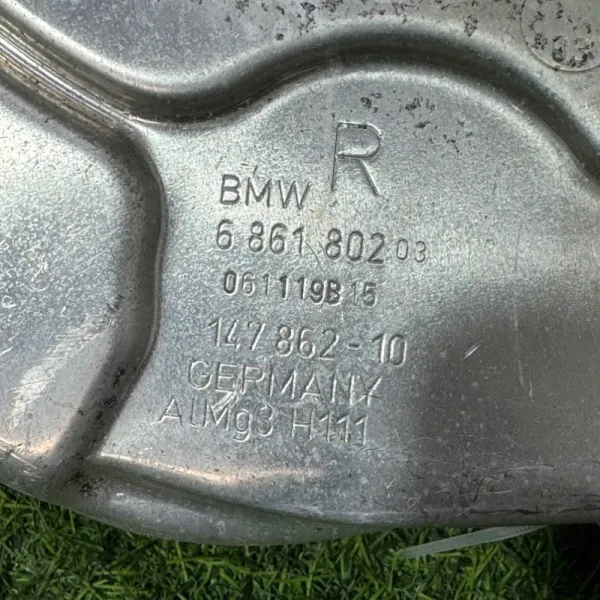 R
BMW
6 861 802 03
061119B15
147 862-10
GERMANY
AlMg3 H111